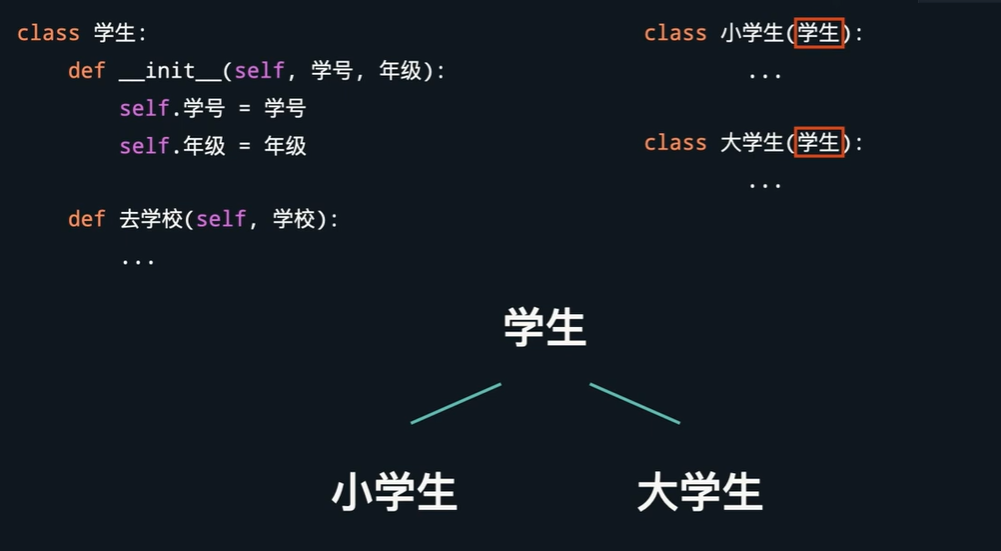 class 学生:
def __init__(self, 学号, 年级):
self.学号 = 学号
self.年级 = 年级
def 去学校(self, 学校):
...
class 小学生(学生):
...
class 大学生(学生):
...
学生
小学生
大学生